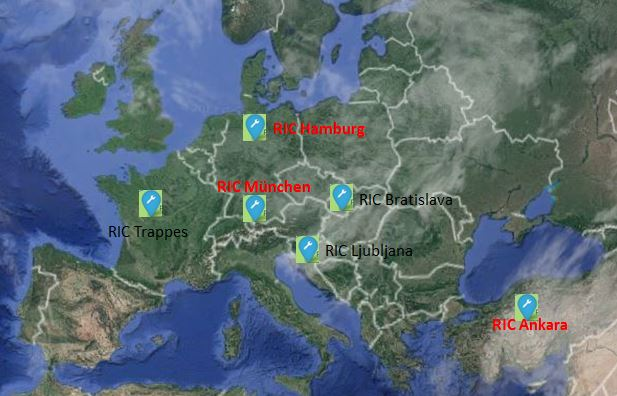 RIC Hamburg
RIC München
RIC Bratislava
RIC Trappes
RIC Ljubljana
RIC Ankara